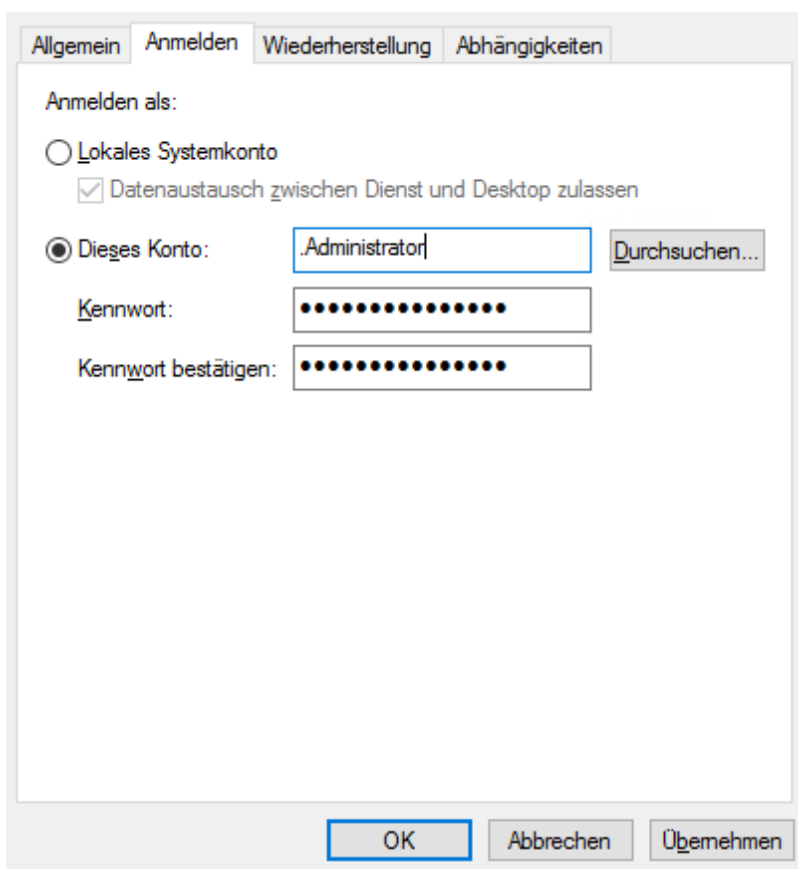 Allgemein Anmelden Wiederherstellung Abhängigkeiten
Anmelden als:
Lokales Systemkonto
Datenaustausch zwischen Dienst und Desktop zulassen
Dieses Konto: .Administrator Durchsuchen...
Kennwort: •••••••••••••••
Kennwort bestätigen: •••••••••••••••
OK Abbrechen Übernehmen